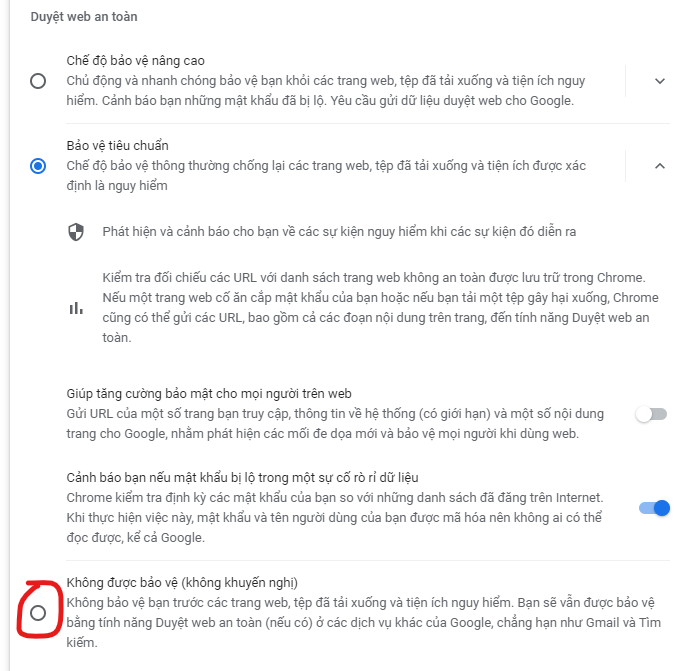 Duyệt web an toàn
Chế độ bảo vệ nâng cao
Chủ động và nhanh chóng bảo vệ bạn khỏi các trang web, tệp đã tải xuống và tiện ích nguy
hiểm. Cảnh báo bạn những mật khẩu đã bị lộ. Yêu cầu gửi dữ liệu duyệt web cho Google.
Bảo vệ tiêu chuẩn
Chế độ bảo vệ thông thường chống lại các trang web, tệp đã tải xuống và tiện ích được xác
định là nguy hiểm
Phát hiện và cảnh báo cho bạn về các sự kiện nguy hiểm khi các sự kiện đó diễn ra
Kiểm tra đối chiếu các URL với danh sách trang web không an toàn được lưu trữ trong Chrome.
Nếu một trang web cố ăn cắp mật khẩu của bạn hoặc nếu bạn tải một tệp gây hại xuống, Chrome
cũng có thể gửi các URL, bao gồm cả các đoạn nội dung trên trang, đến tính năng Duyệt web an
toàn.
Giúp tăng cường bảo mật cho mọi người trên web
Gửi URL của một số trang bạn truy cập, thông tin về hệ thống (có giới hạn) và một số nội dung
trang cho Google, nhằm phát hiện các mối đe dọa mới và bảo vệ mọi người khi dùng web.
Cảnh báo bạn nếu mật khẩu bị lộ trong một sự cố rò rỉ dữ liệu
Chrome kiểm tra định kỳ các mật khẩu của bạn so với những danh sách đã đăng trên Internet.
Khi thực hiện việc này, mật khẩu và tên người dùng của bạn được mã hóa nên không ai có thể
đọc được, kể cả Google.
Không được bảo vệ (không khuyến nghị)
Không bảo vệ bạn trước các trang web, tệp đã tải xuống và tiện ích nguy hiểm. Bạn sẽ vẫn được bảo vệ
bằng tính năng Duyệt web an toàn (nếu có) ở các dịch vụ khác của Google, chẳng hạn như Gmail và Tìm
kiếm.